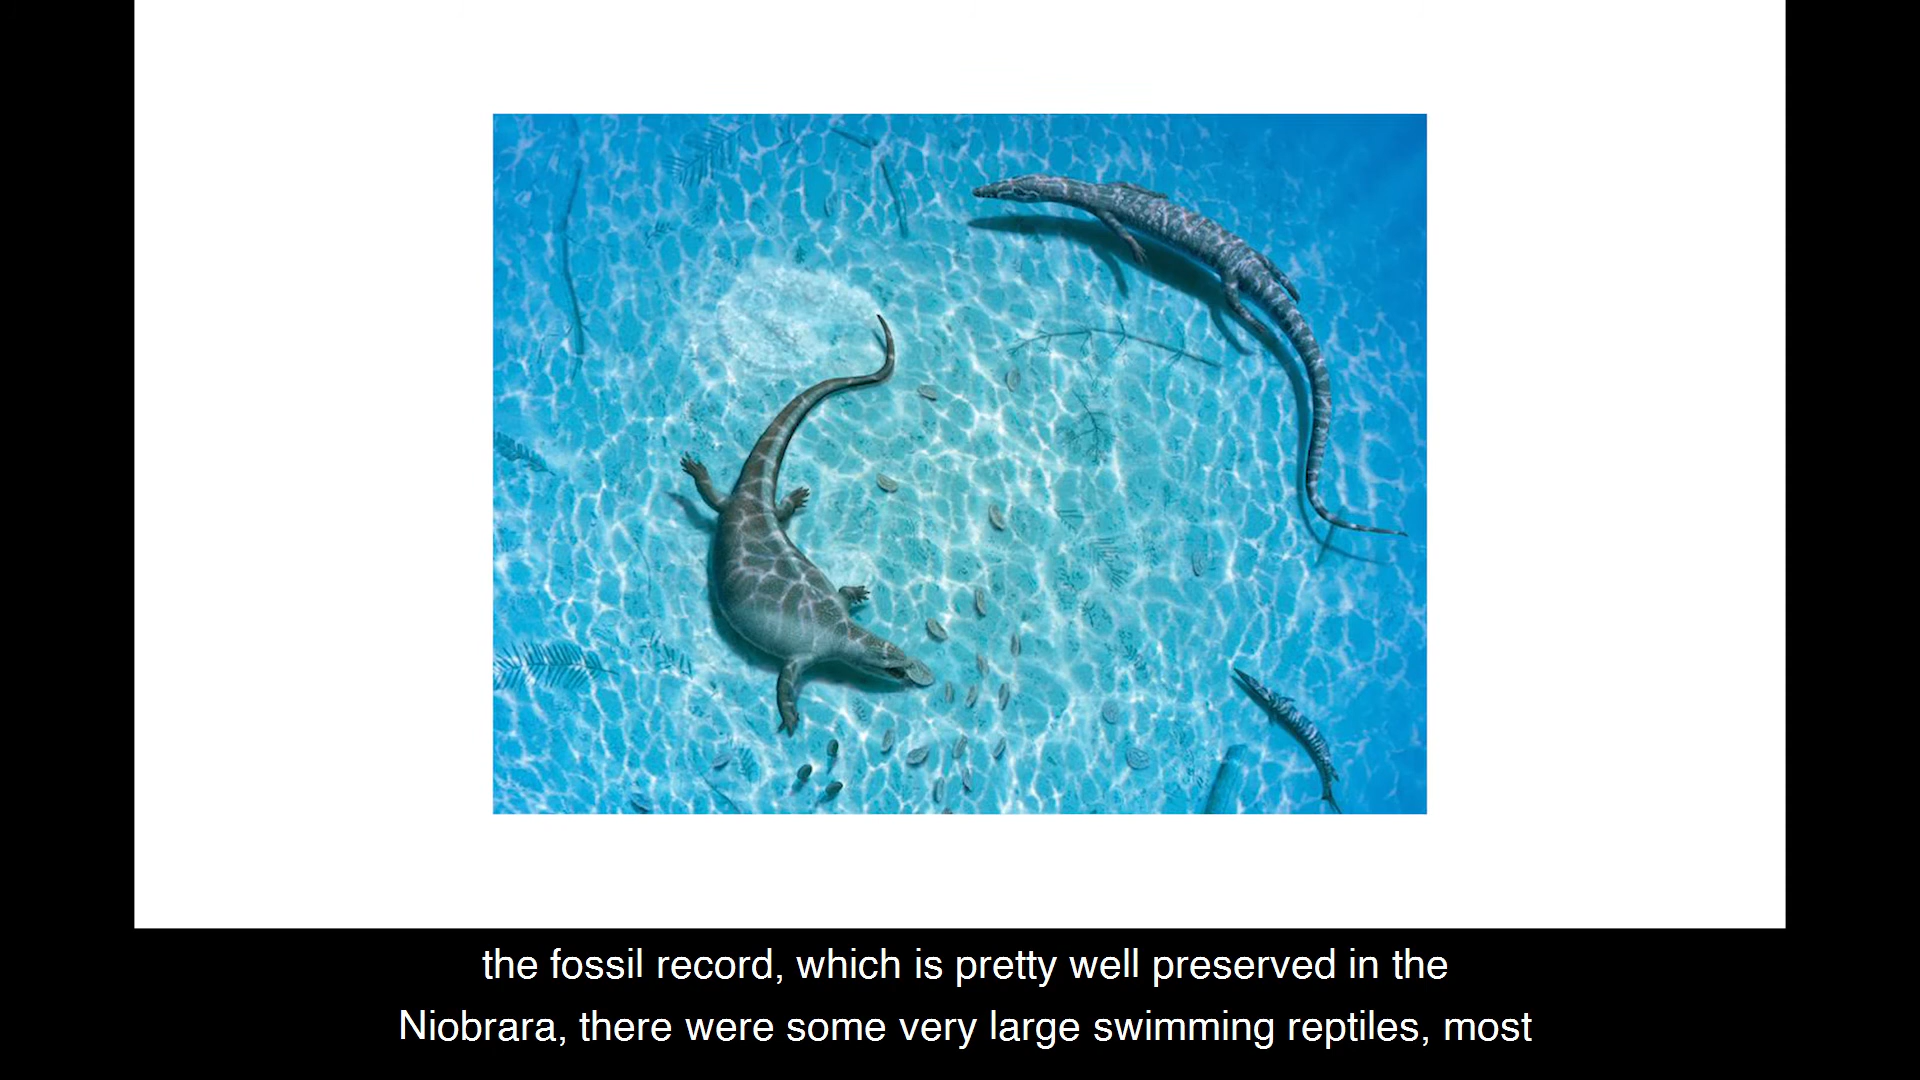 the fossil record, which is pretty well preserved in the
Niobrara, there were some very large swimming reptiles, most